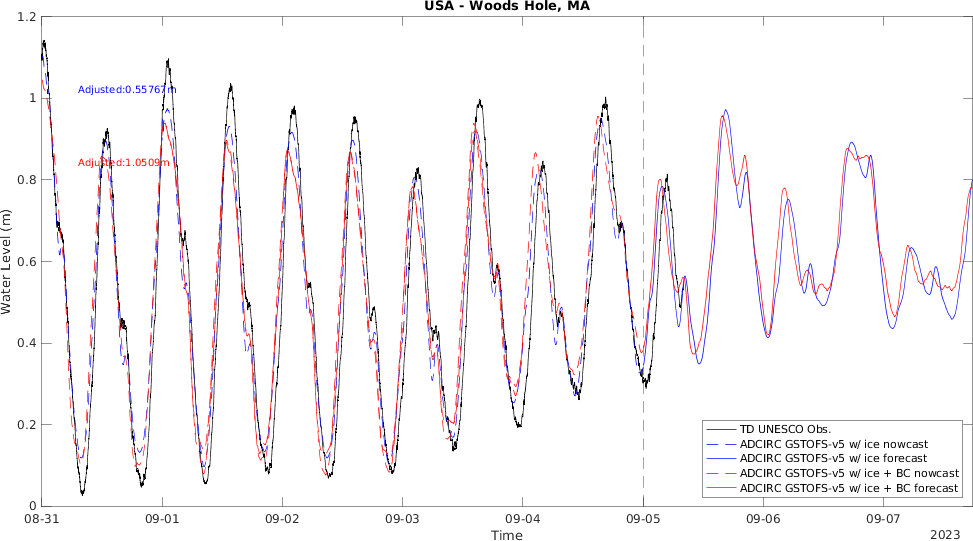 USA - Woods Hole, MA
1.2
1
0.8
0.6
0.4
0.2
0
Water Level (m)
Adjusted:0.55767m
Adjusted:1.0509m
TD UNESCO Obs.
ADCIRC GSTOFS-v5 w/ ice nowcast
ADCIRC GSTOFS-v5 w/ ice forecast
ADCIRC GSTOFS-v5 w/ ice + BC nowcast
ADCIRC GSTOFS-v5 w/ ice + BC forecast
08-31 09-01 09-02 09-03 09-04 09-05 09-06 09-07
Time
2023